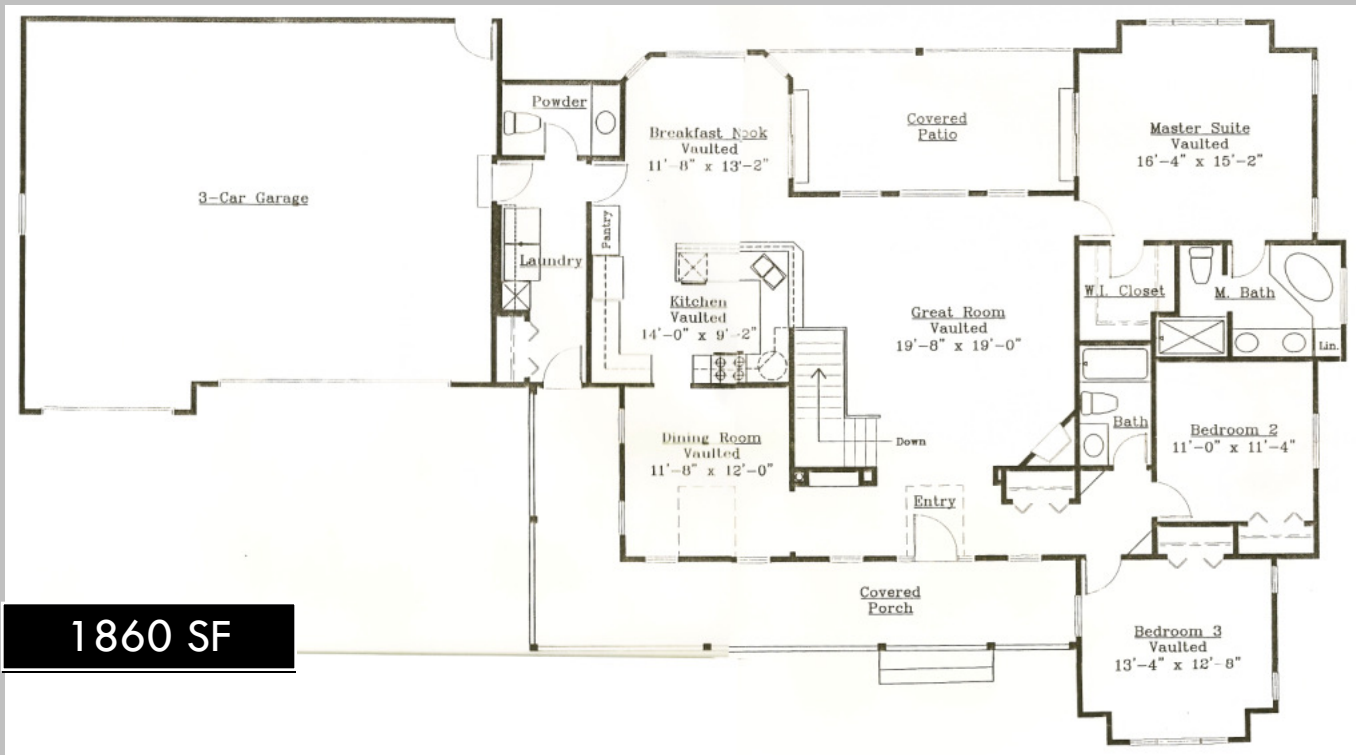 Powder
Breakfast Nook
Vaulted
11'-8" x 13'-2"
Covered
Patio
Master Suite
Vaulted
16'-4" x 15'-2"
3-Car Garage
Pantry
Laundry
Kitchen
Vaulted
14'-0" x 9'-2"
Great Room
Vaulted
19'-8" x 19'-0"
W.I. Closet
M. Bath
Lin.
Bath
Bedroom 2
11'-0" x 11'-4"
Dining Room
Vaulted
11'-8" x 12'-0"
Down
Entry
Covered
Porch
Bedroom 3
Vaulted
13'-4" x 12'-8"
1860 SF